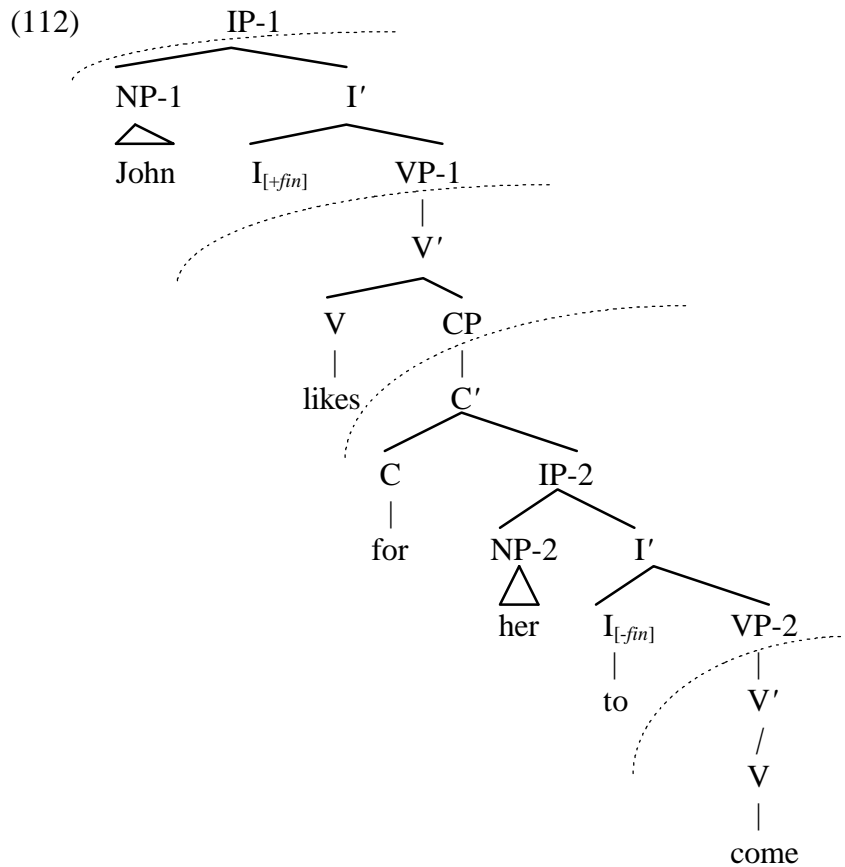 (112) IP-1
NP-1 I′
John I[+fin] VP-1
V′
V CP
likes C′
C IP-2
for NP-2 I′
her I[-fin] VP-2
to V′
V
come